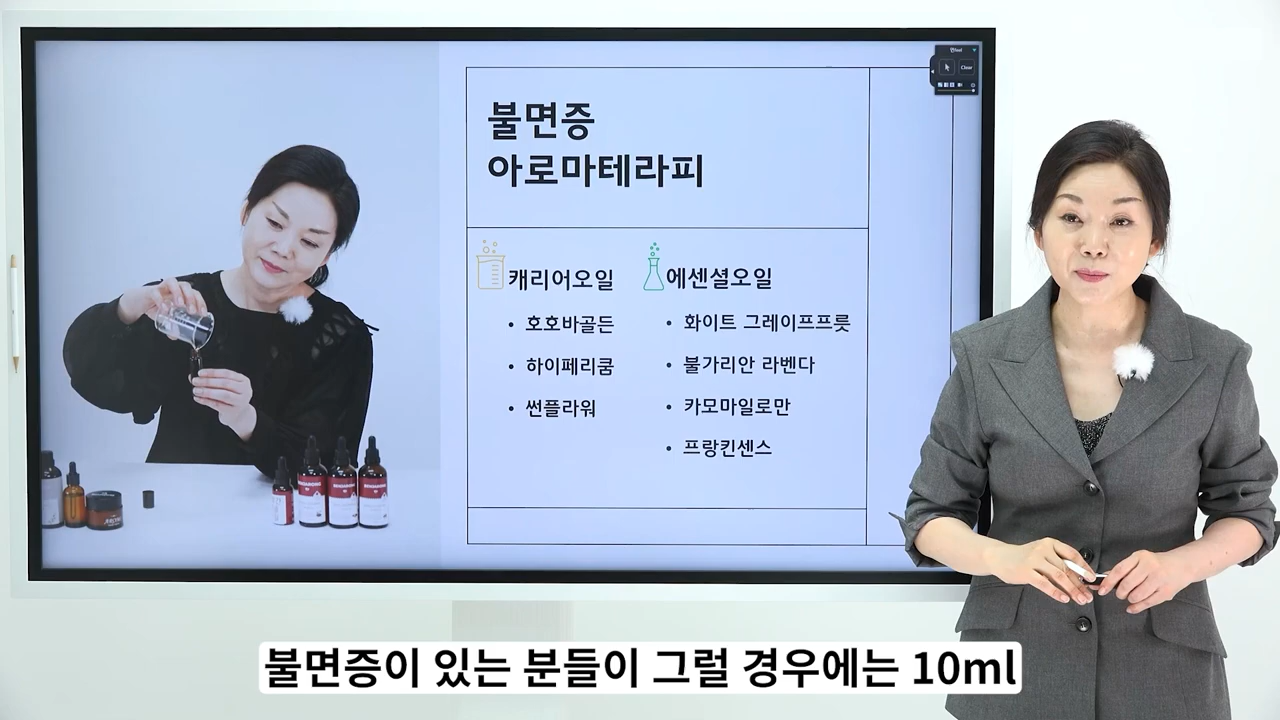 불면증
아로마테라피
캐리어오일
• 호호바골든
• 하이페리쿰
• 썬플라워
에센셜오일
• 화이트 그레이프프룻
• 불가리안 라벤다
• 카모마일로만
• 프랑킨센스
Clear
불면증이 있는 분들이 그럴 경우에는 10ml